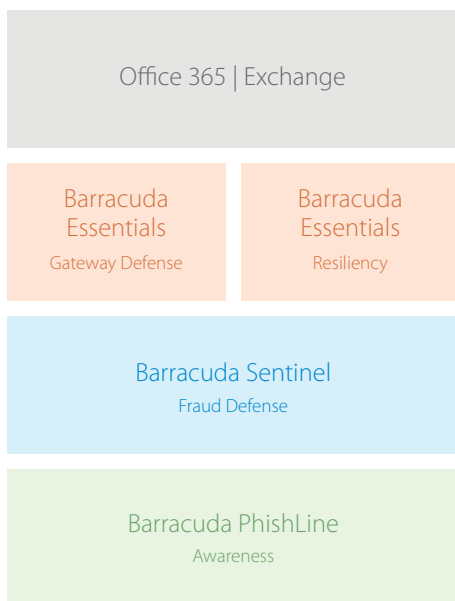 Office 365 | Exchange
Barracuda
Essentials
Gateway Defense
Barracuda
Essentials
Resiliency
Barracuda Sentinel
Fraud Defense
Barracuda PhishLine
Awareness